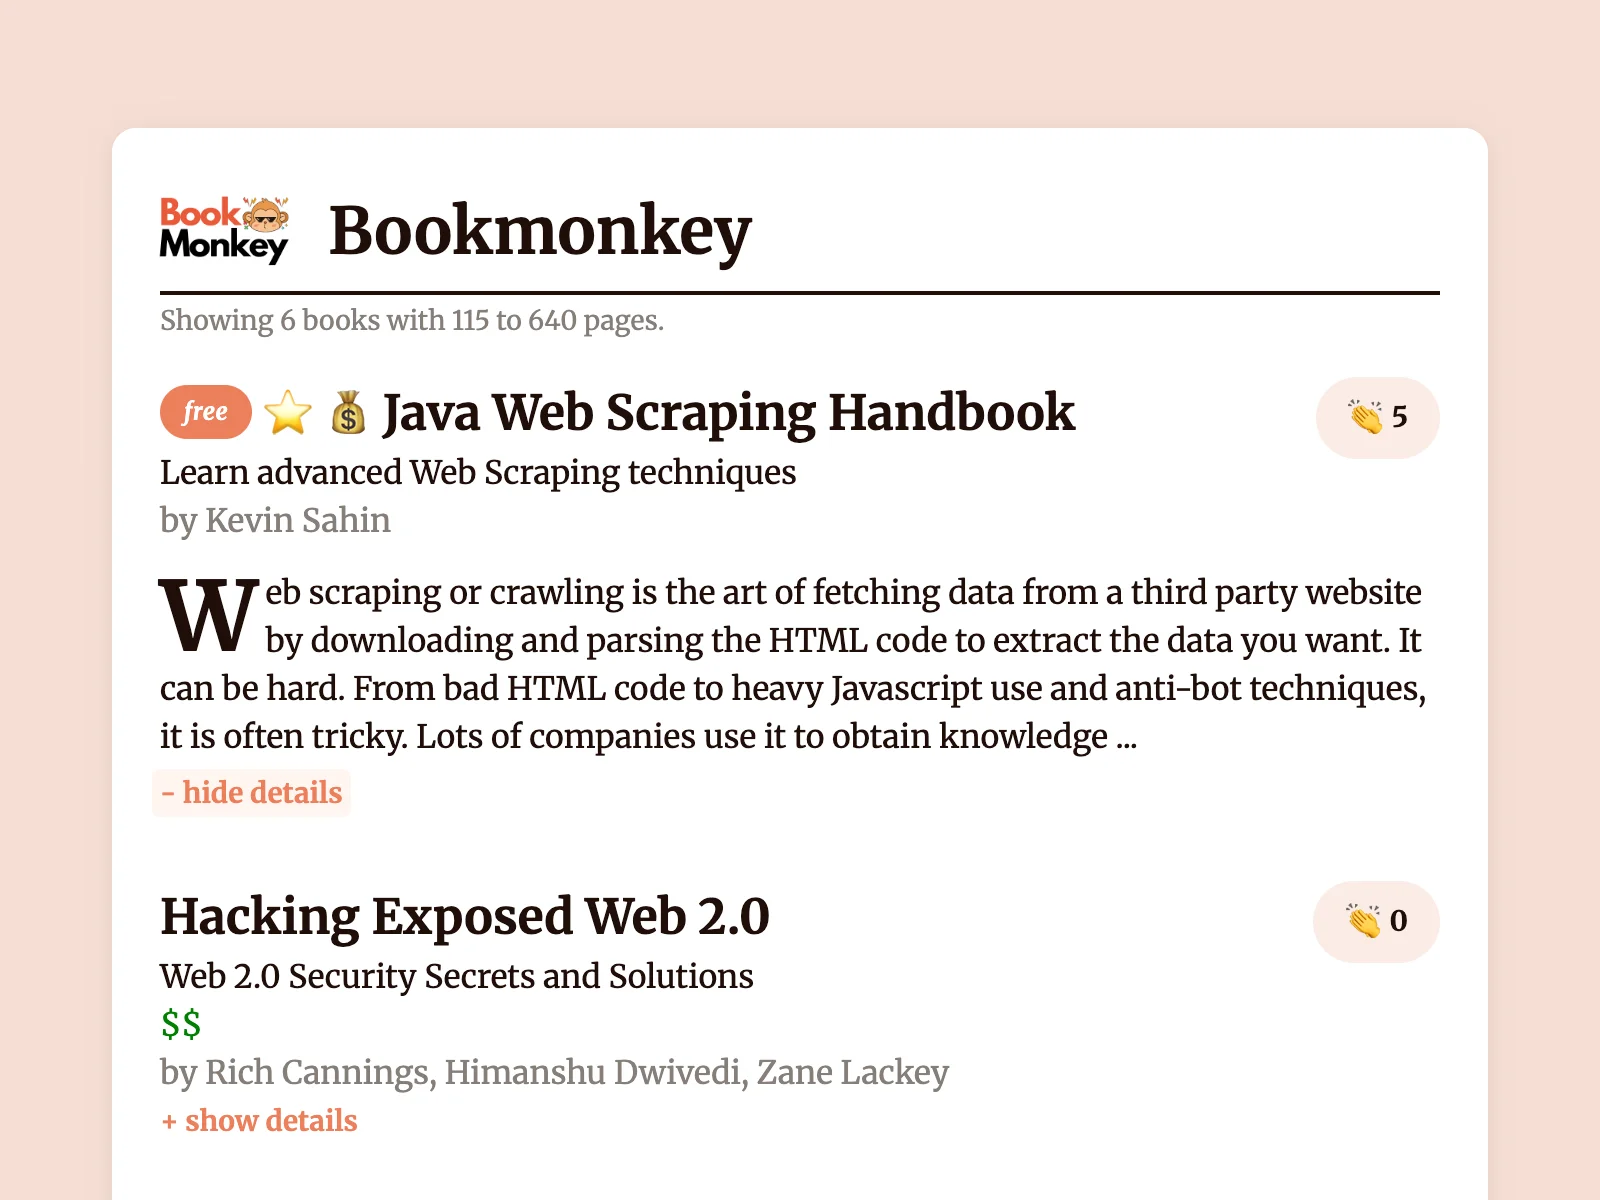 Book
Monkey
Bookmonkey
Showing 6 books with 115 to 640 pages.
free ⭐ 💰 Java Web Scraping Handbook
👏 5
Learn advanced Web Scraping techniques
by Kevin Sahin
Web scraping or crawling is the art of fetching data from a third party website
by downloading and parsing the HTML code to extract the data you want. It
can be hard. From bad HTML code to heavy Javascript use and anti-bot techniques,
it is often tricky. Lots of companies use it to obtain knowledge ...
- hide details
Hacking Exposed Web 2.0
👏 0
Web 2.0 Security Secrets and Solutions
$$
by Rich Cannings, Himanshu Dwivedi, Zane Lackey
+ show details